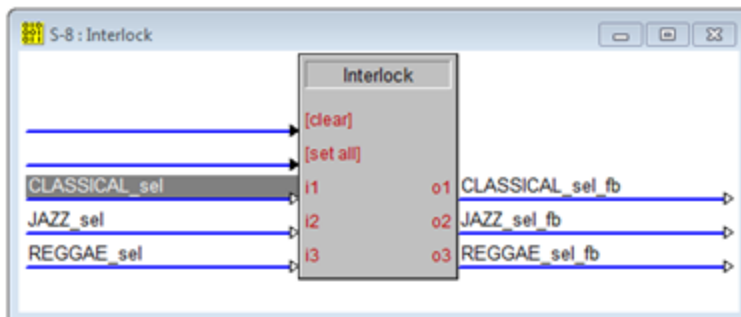 S-8 : Interlock
Interlock
[clear]
[set all]
CLASSICAL_sel i1 o1 CLASSICAL_sel_fb
JAZZ_sel i2 o2 JAZZ_sel_fb
REGGAE_sel i3 o3 REGGAE_sel_fb